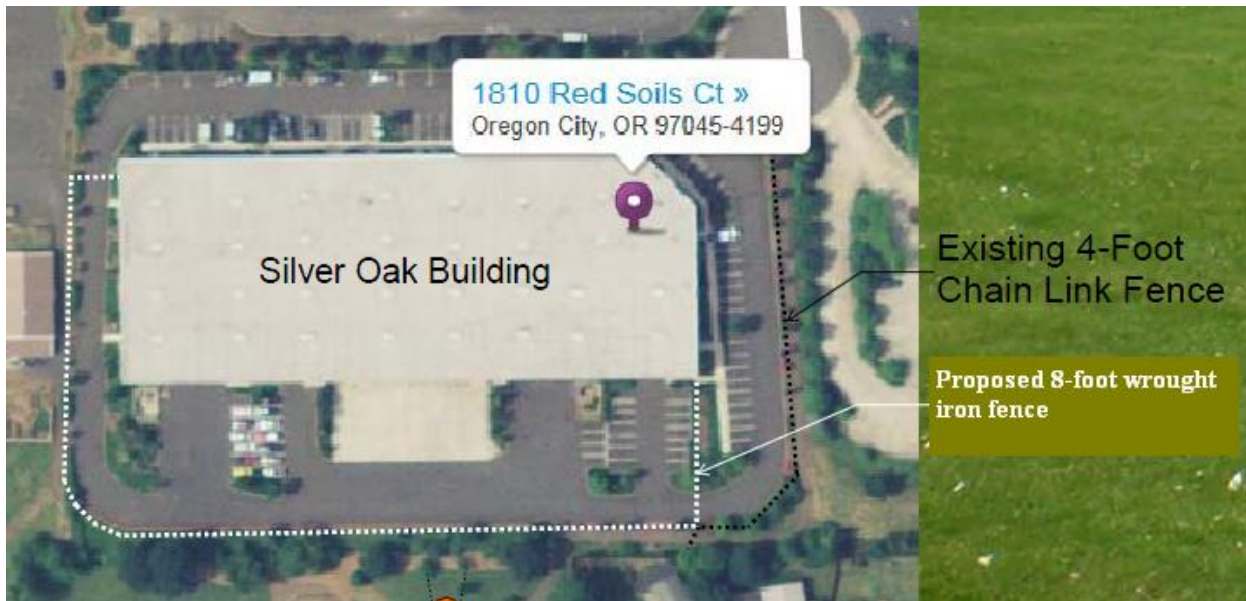 1810 Red Soils Ct »
Oregon City, OR 97045-4199
Silver Oak Building
Existing 4-Foot
Chain Link Fence
Proposed 8-foot wrought
iron fence